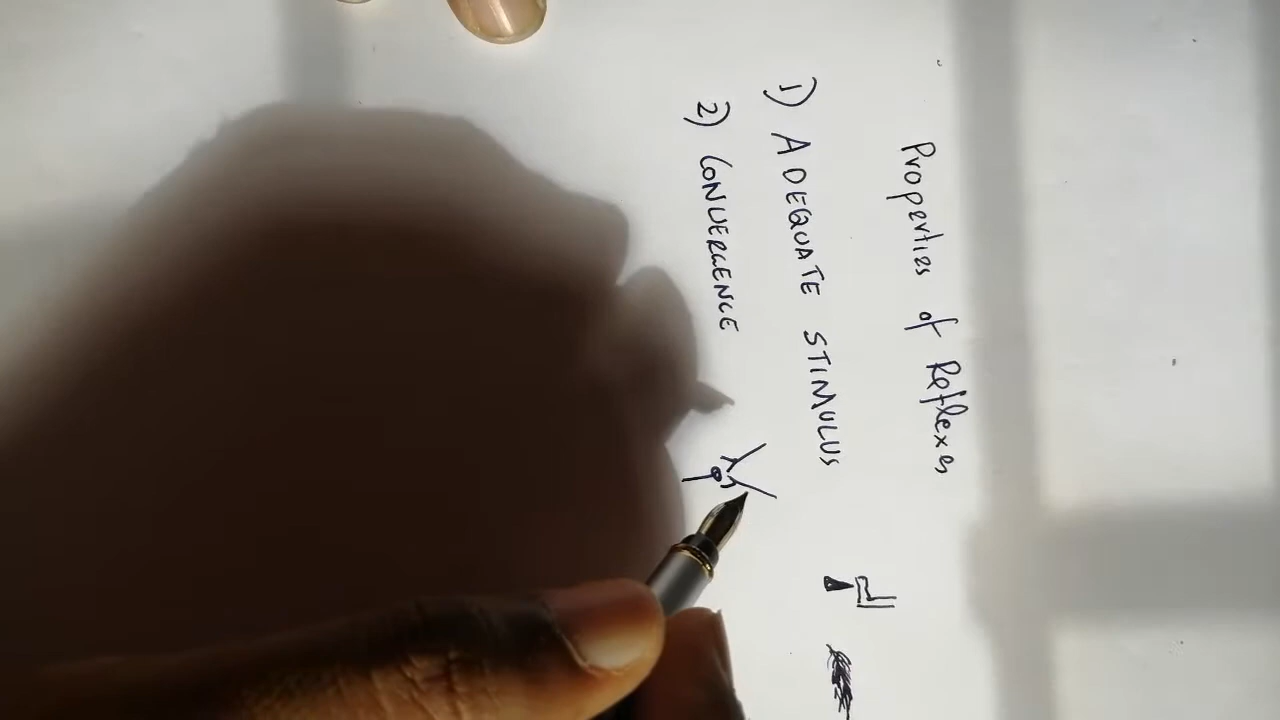 Properties of Reflexes
1) ADEQUATE STIMULUS
2) CONVERGENCE